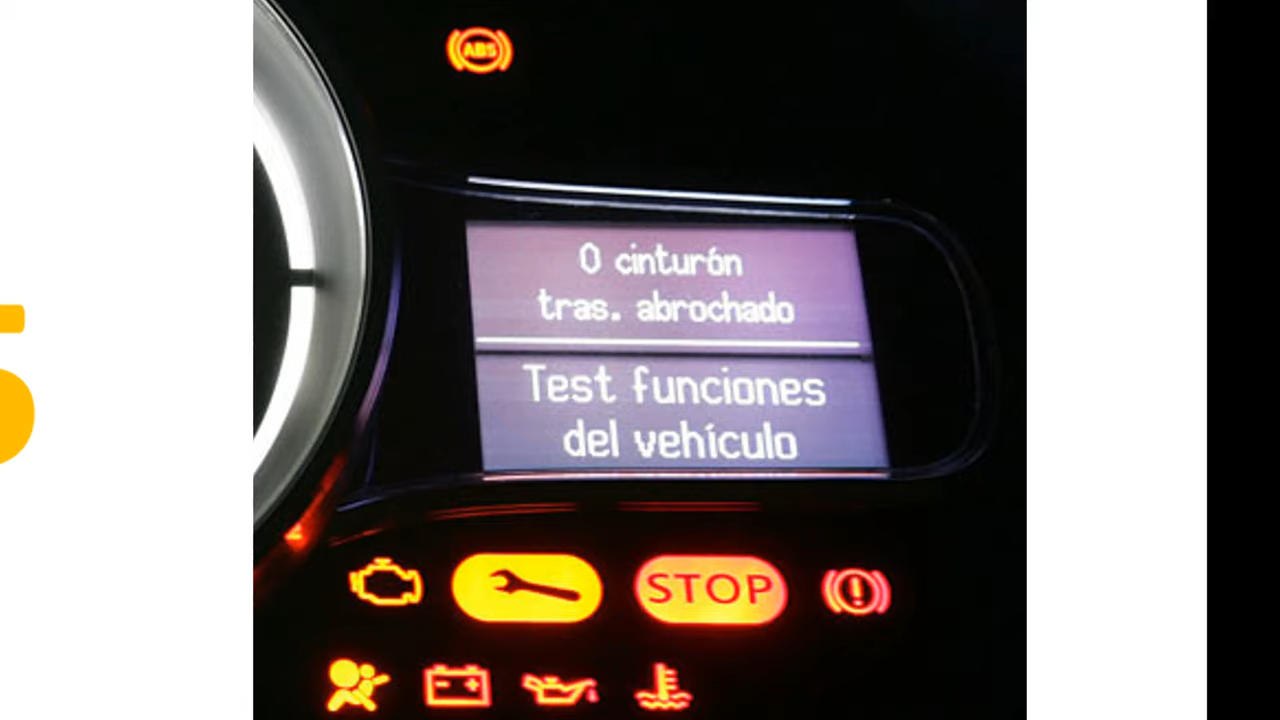 ABS
0 cinturón
tras. abrochado
Test funciones
del vehículo
STOP